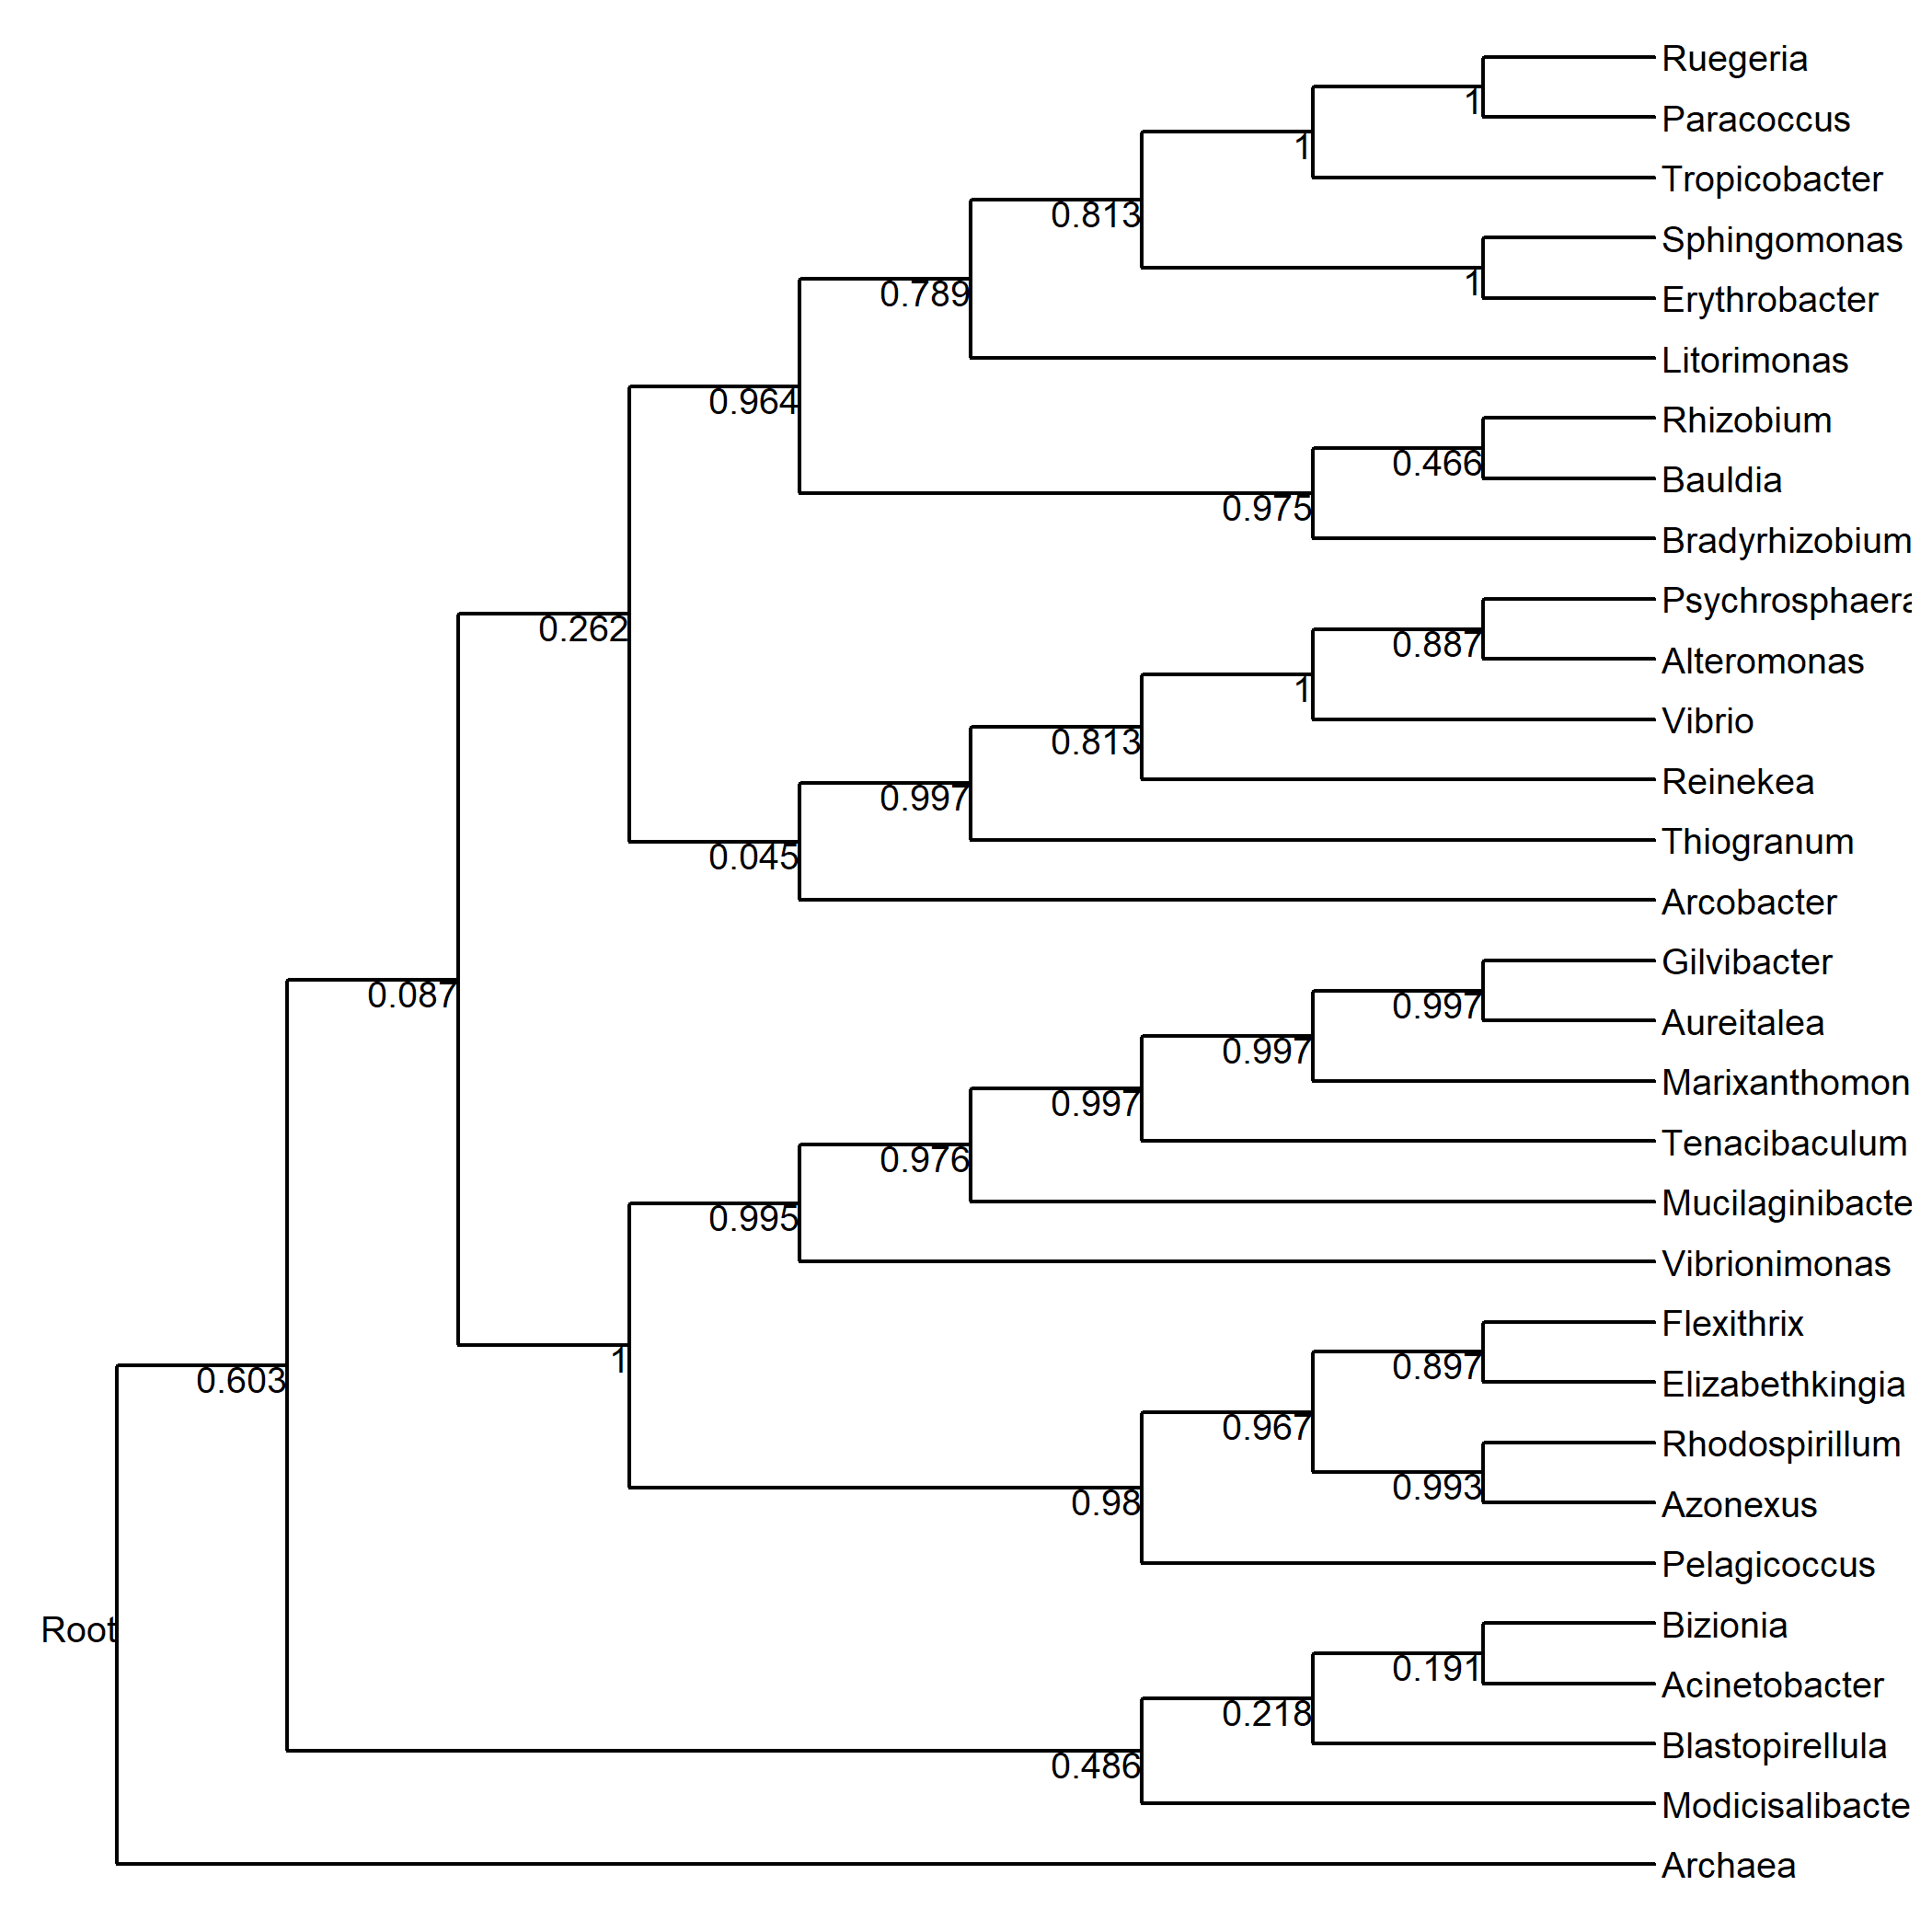 Ruegeria
1
Paracoccus
1
Tropicobacter
0.813
Sphingomonas
1
Erythrobacter
0.789
Litorimonas
0.964
Rhizobium
0.466
Bauldia
0.975
Bradyrhizobium
Psychrosphaera
0.262
0.887
Alteromonas
1
Vibrio
0.813
Reinekea
0.997
Thiogranum
0.045
Arcobacter
Gilvibacter
0.087
0.997
Aureitalea
0.997
Marixanthomon
0.997
Tenacibaculum
0.976
Mucilaginibacte
0.995
Vibrionimonas
Flexithrix
1
0.897
0.603
Elizabethkingia
0.967
Rhodospirillum
0.993
0.98
Azonexus
Pelagicoccus
Root
Bizionia
0.191
Acinetobacter
0.218
Blastopirellula
0.486
Modicisalibacte
Archaea